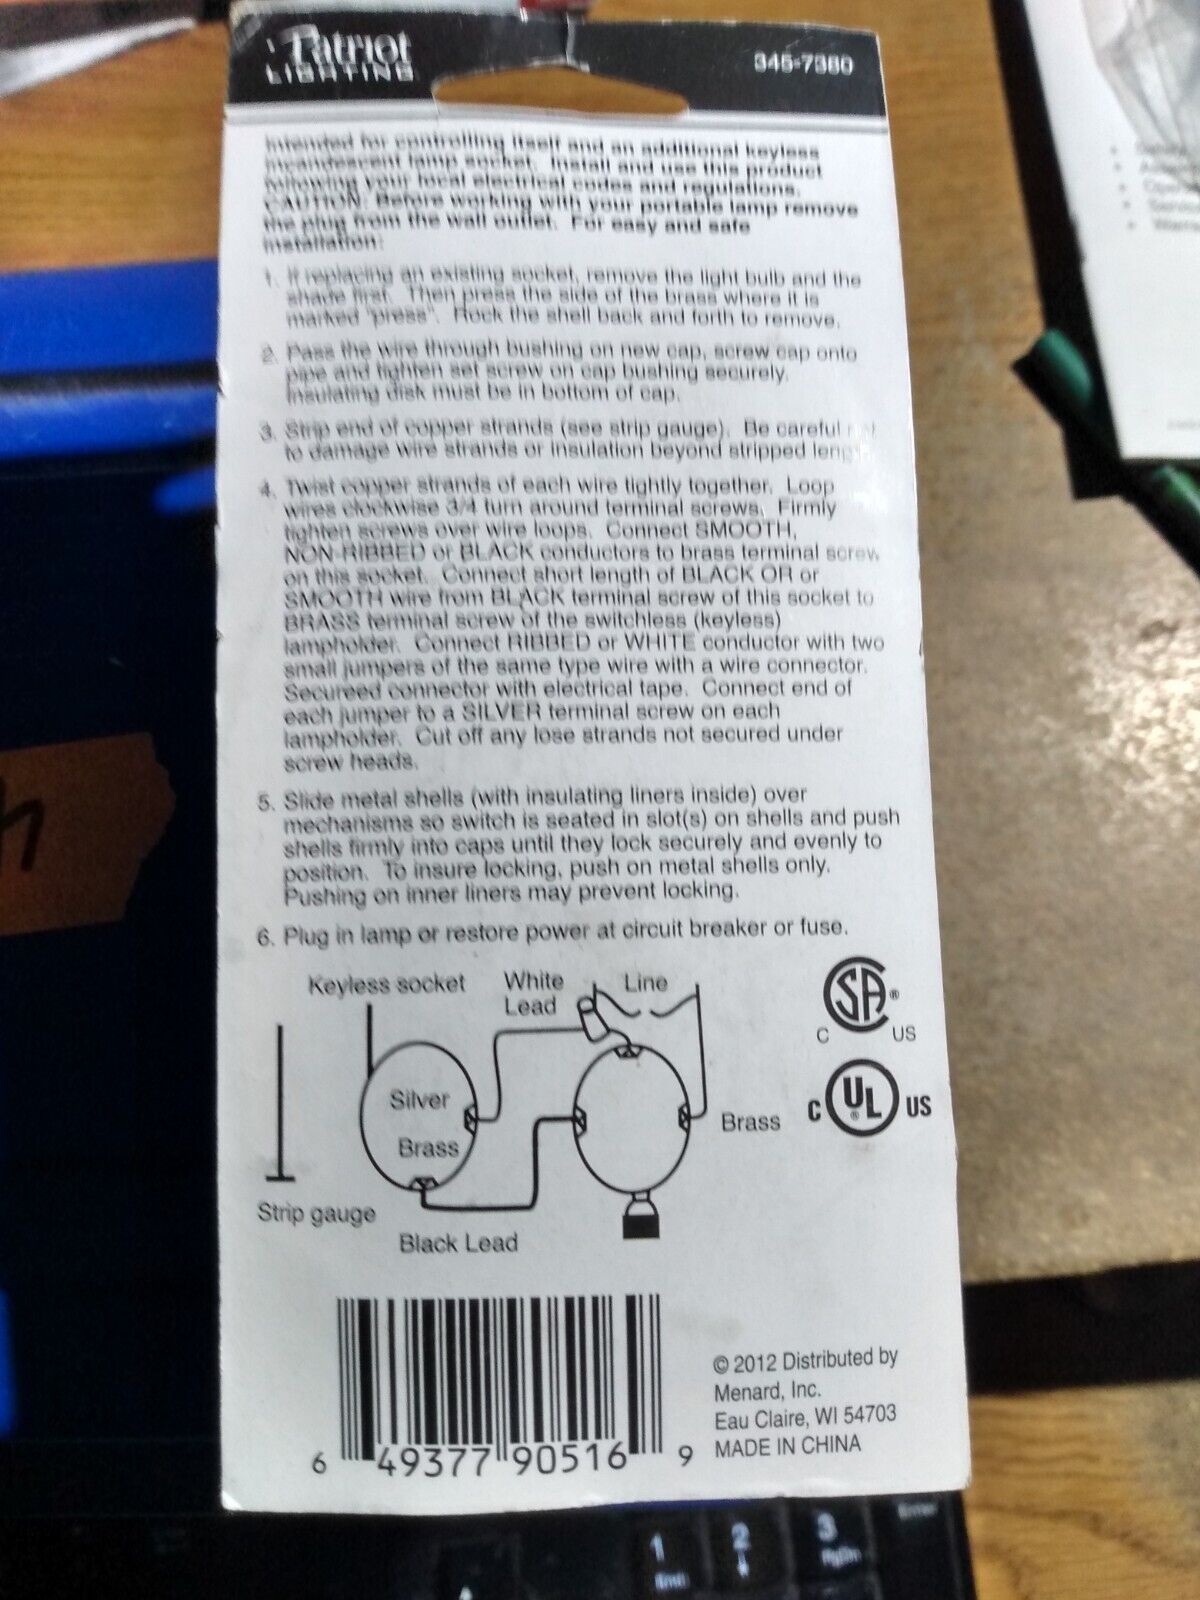 Patriot
LIGHTING
345-7380
Intended for controlling itself and an additional keyless
incandescent lamp socket. Install and use this product
following your local electrical codes and regulations.
CAUTION: Before working with your portable lamp remove
the plug from the wall outlet. For easy and safe
installation:
1. If replacing an existing socket, remove the light bulb and the
shade first. Then press the side of the brass where it is
marked "press". Rock the shell back and forth to remove.
2. Pass the wire through bushing on new cap, screw cap onto
pipe and tighten set screw on cap bushing securely.
Insulating disk must be in bottom of cap.
3. Strip end of copper strands (see strip gauge). Be careful
to damage wire strands or insulation beyond stripped
4. Twist copper strands of each wire tightly together. Loop
wires clockwise 3/4 turn around terminal screws. Firmly
tighten screws over wire loops. Connect SMOOTH,
NON-RIBBED or BLACK conductors to brass terminal screw
on this socket. Connect short length of BLACK OR or
SMOOTH wire from BLACK terminal screw of this socket to
BRASS terminal screw of the switchless (keyless)
lampholder. Connect RIBBED or WHITE conductor with two
small jumpers of the same type wire with a wire connector.
Secureed connector with electrical tape. Connect end of
each jumper to a SILVER terminal screw on each
lampholder. Cut off any lose strands not secured under
screw heads.
5. Slide metal shells (with insulating liners inside) over
mechanisms so switch is seated in slot(s) on shells and push
shells firmly into caps until they lock securely and evenly to
position. To insure locking, push on metal shells only.
Pushing on inner liners may prevent locking.
6. Plug in lamp or restore power at circuit breaker or fuse.
Keyless socket
White
Lead
Line
Silver
Brass
Brass
Strip gauge
Black Lead
SA ®
C US
C UL ® US
6 49377 90516 9
© 2012 Distributed by
Menard, Inc.
Eau Claire, WI 54703
MADE IN CHINA
1
2
3
Enter
End
PgDn